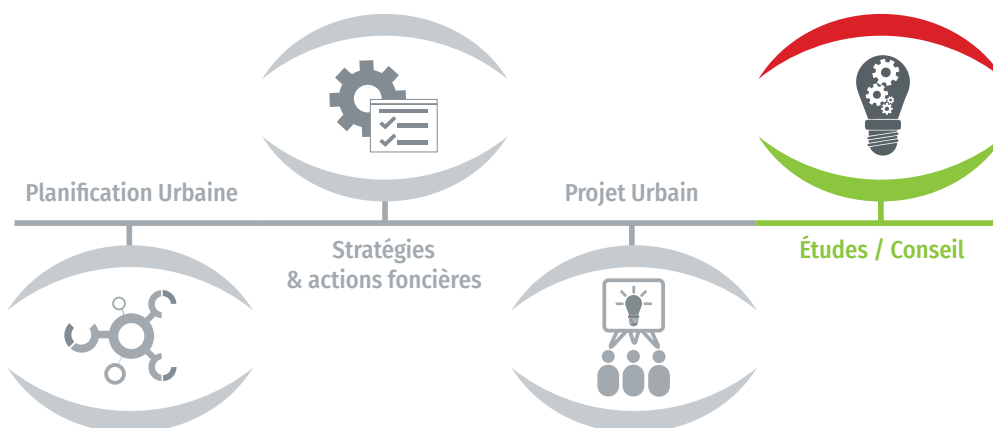 Planification Urbaine
Stratégies
& actions foncières
Projet Urbain
Études / Conseil